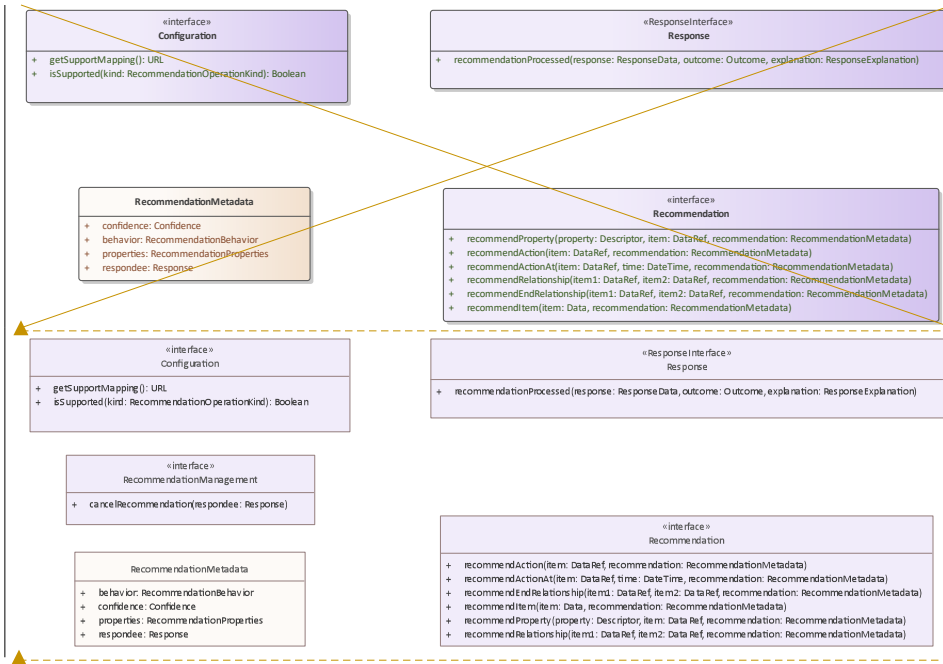 «interface»
Configuration
+ getSupportMapping(): URL
+ isSupported(kind: RecommendationOperationKind): Boolean
«ResponseInterface»
Response
+ recommendationProcessed(response: ResponseData, outcome: Outcome, explanation: ResponseExplanation)
RecommendationMetadata
+ confidence: Confidence
+ behavior: RecommendationBehavior
+ properties: RecommendationProperties
+ respondee: Response
«interface»
Recommendation
+ recommendProperty(property: Descriptor, item: DataRef, recommendation: RecommendationMetadata)
+ recommendAction(item: DataRef, recommendation: RecommendationMetadata)
+ recommendActionAt(item: DataRef, time: DateTime, recommendation: RecommendationMetadata)
+ recommendRelationship(item1: DataRef, item2: DataRef, recommendation: RecommendationMetadata)
+ recommendEndRelationship(item1: DataRef, item2: DataRef, recommendation: RecommendationMetadata)
+ recommendItem(item: Data, recommendation: RecommendationMetadata)
«interface»
Configuration
+ getSupportMapping(): URL
+ isSupported(kind: RecommendationOperationKind): Boolean
«ResponseInterface»
Response
+ recommendationProcessed(response: ResponseData, outcome: Outcome, explanation: ResponseExplanation)
«interface»
RecommendationManagement
+ cancelRecommendation(respondee: Response)
RecommendationMetadata
+ behavior: RecommendationBehavior
+ confidence: Confidence
+ properties: RecommendationProperties
+ respondee: Response
«interface»
Recommendation
+ recommendAction(item: DataRef, recommendation: RecommendationMetadata)
+ recommendActionAt(item: DataRef, time: DateTime, recommendation: RecommendationMetadata)
+ recommendEndRelationship(item1: DataRef, item2: DataRef, recommendation: RecommendationMetadata)
+ recommendItem(item: Data, recommendation: RecommendationMetadata)
+ recommendProperty(property: Descriptor, item: DataRef, recommendation: RecommendationMetadata)
+ recommendRelationship(item1: DataRef, item2: DataRef, recommendation: RecommendationMetadata)